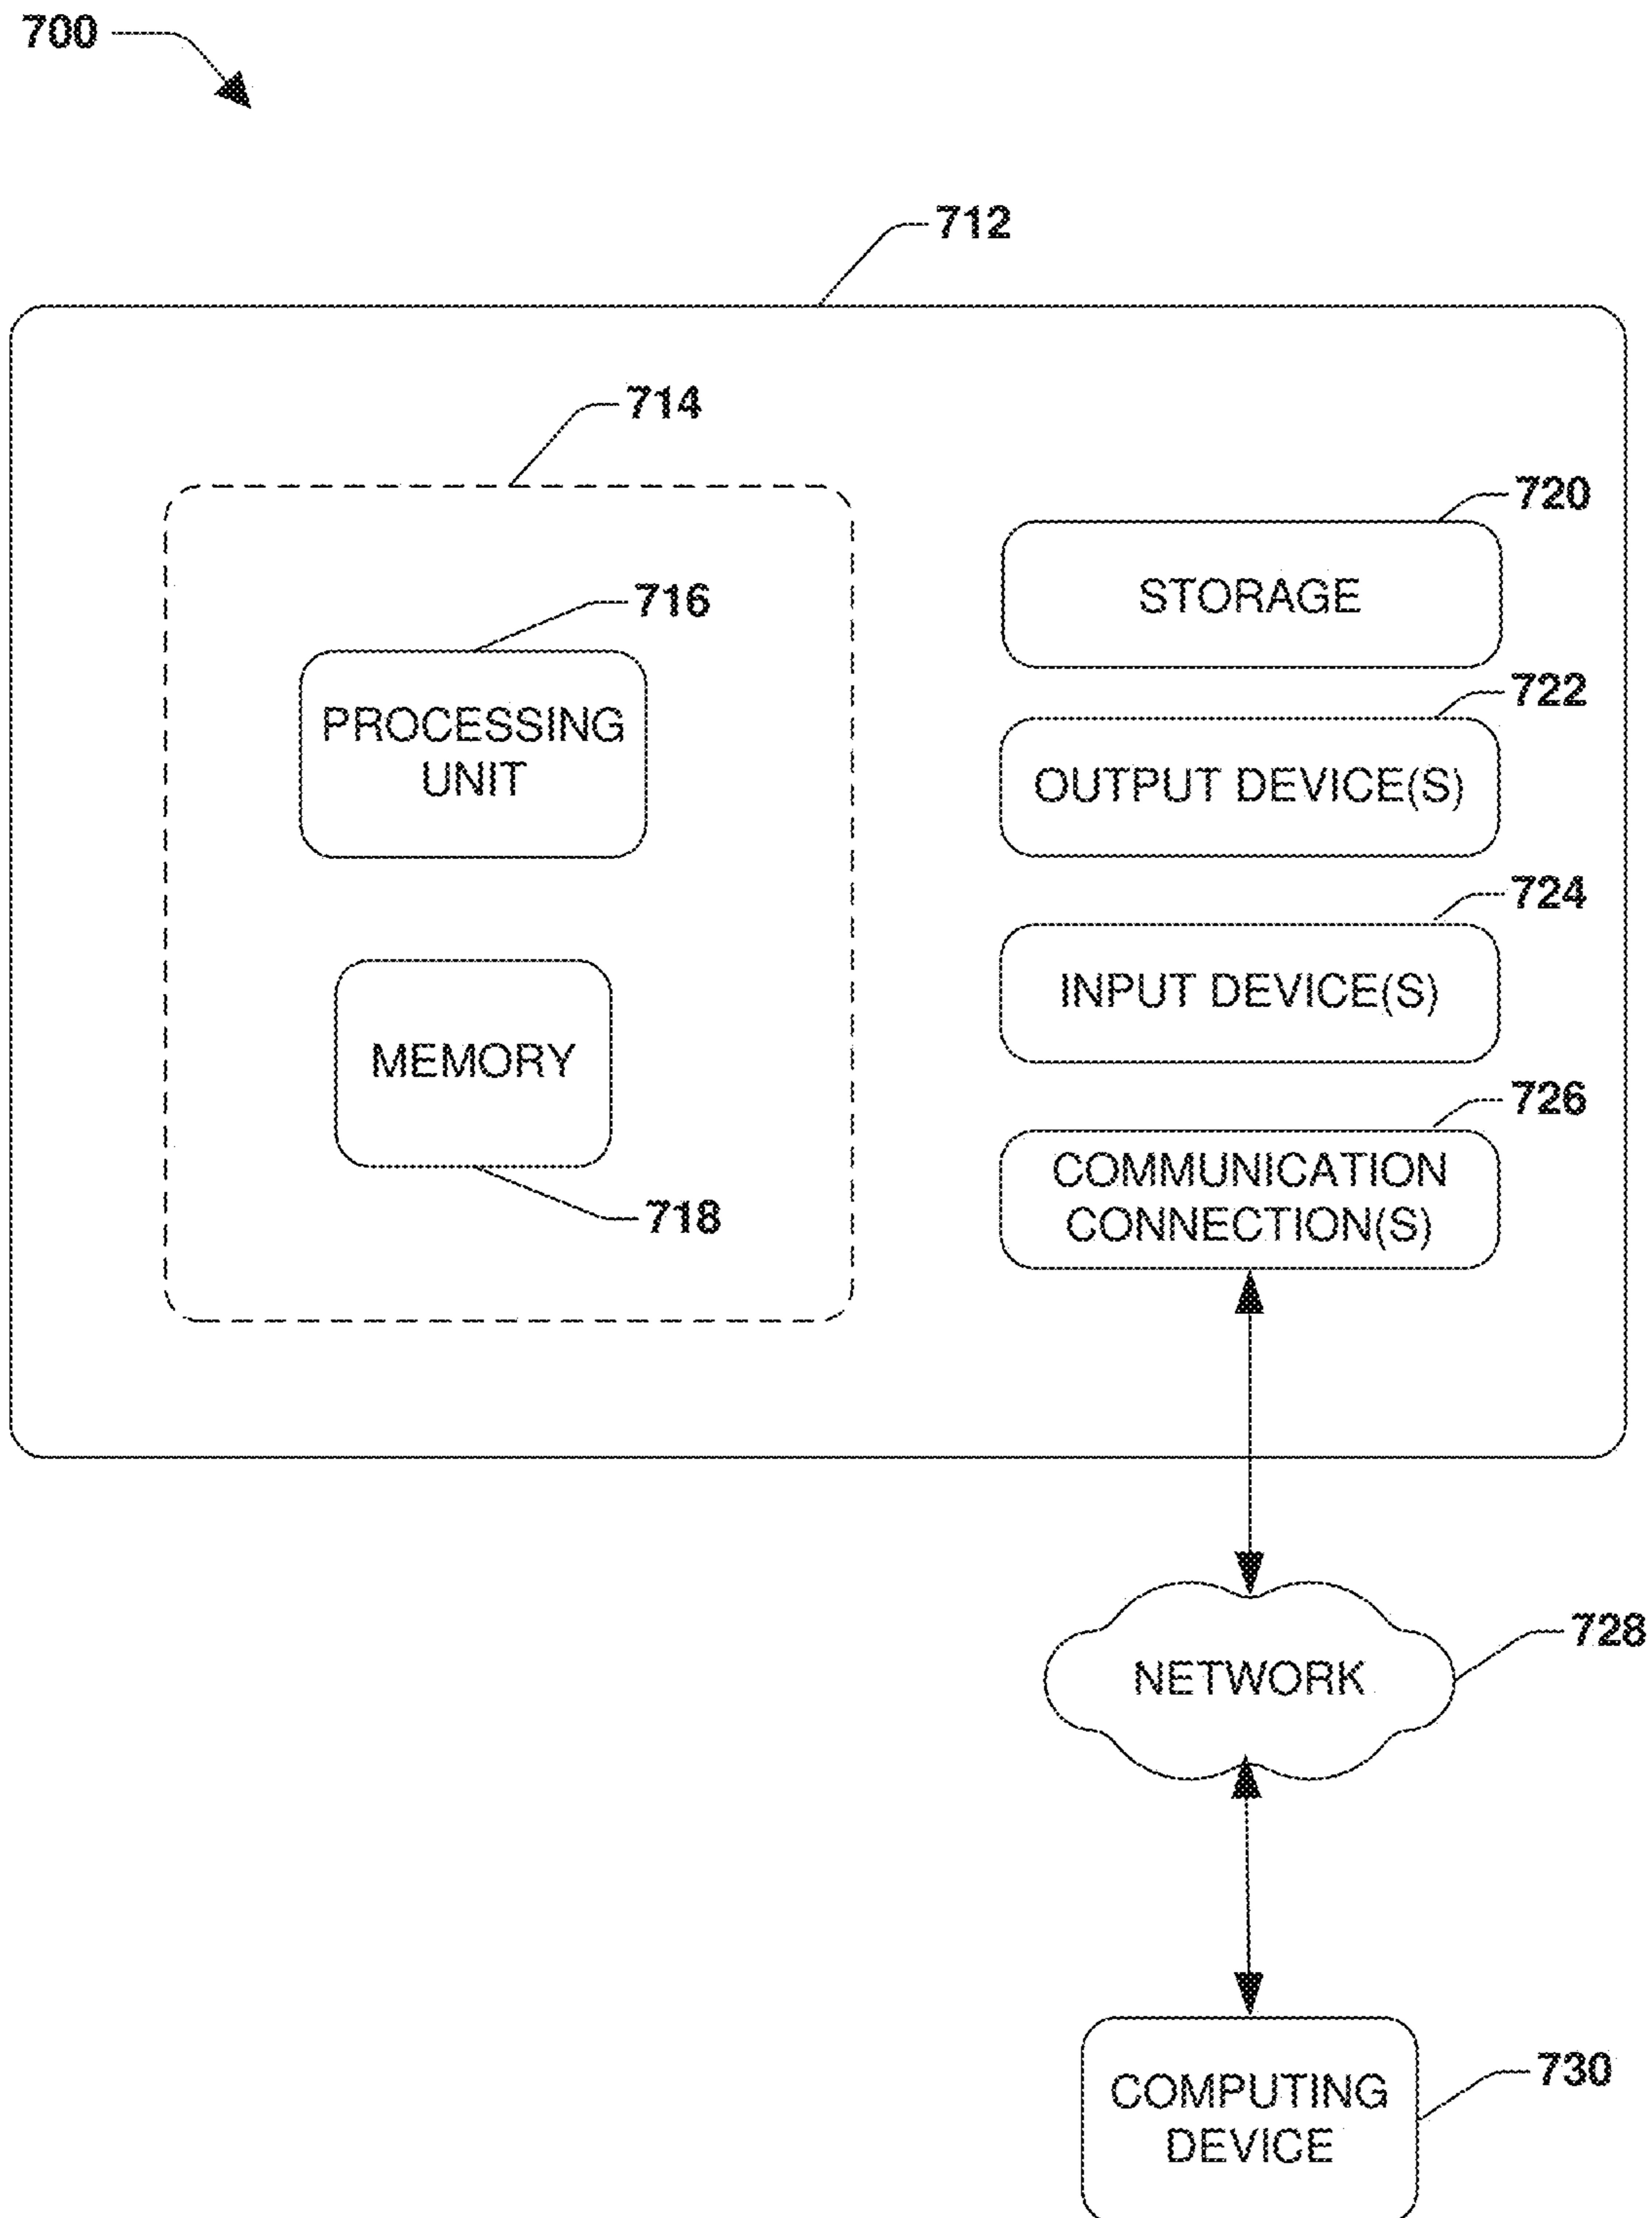 700
712
714
716
PROCESSING
UNIT
MEMORY
718
720
STORAGE
722
OUTPUT DEVICE(S)
724
INPUT DEVICE(S)
726
COMMUNICATION
CONNECTION(S)
NETWORK
728
COMPUTING
DEVICE
730